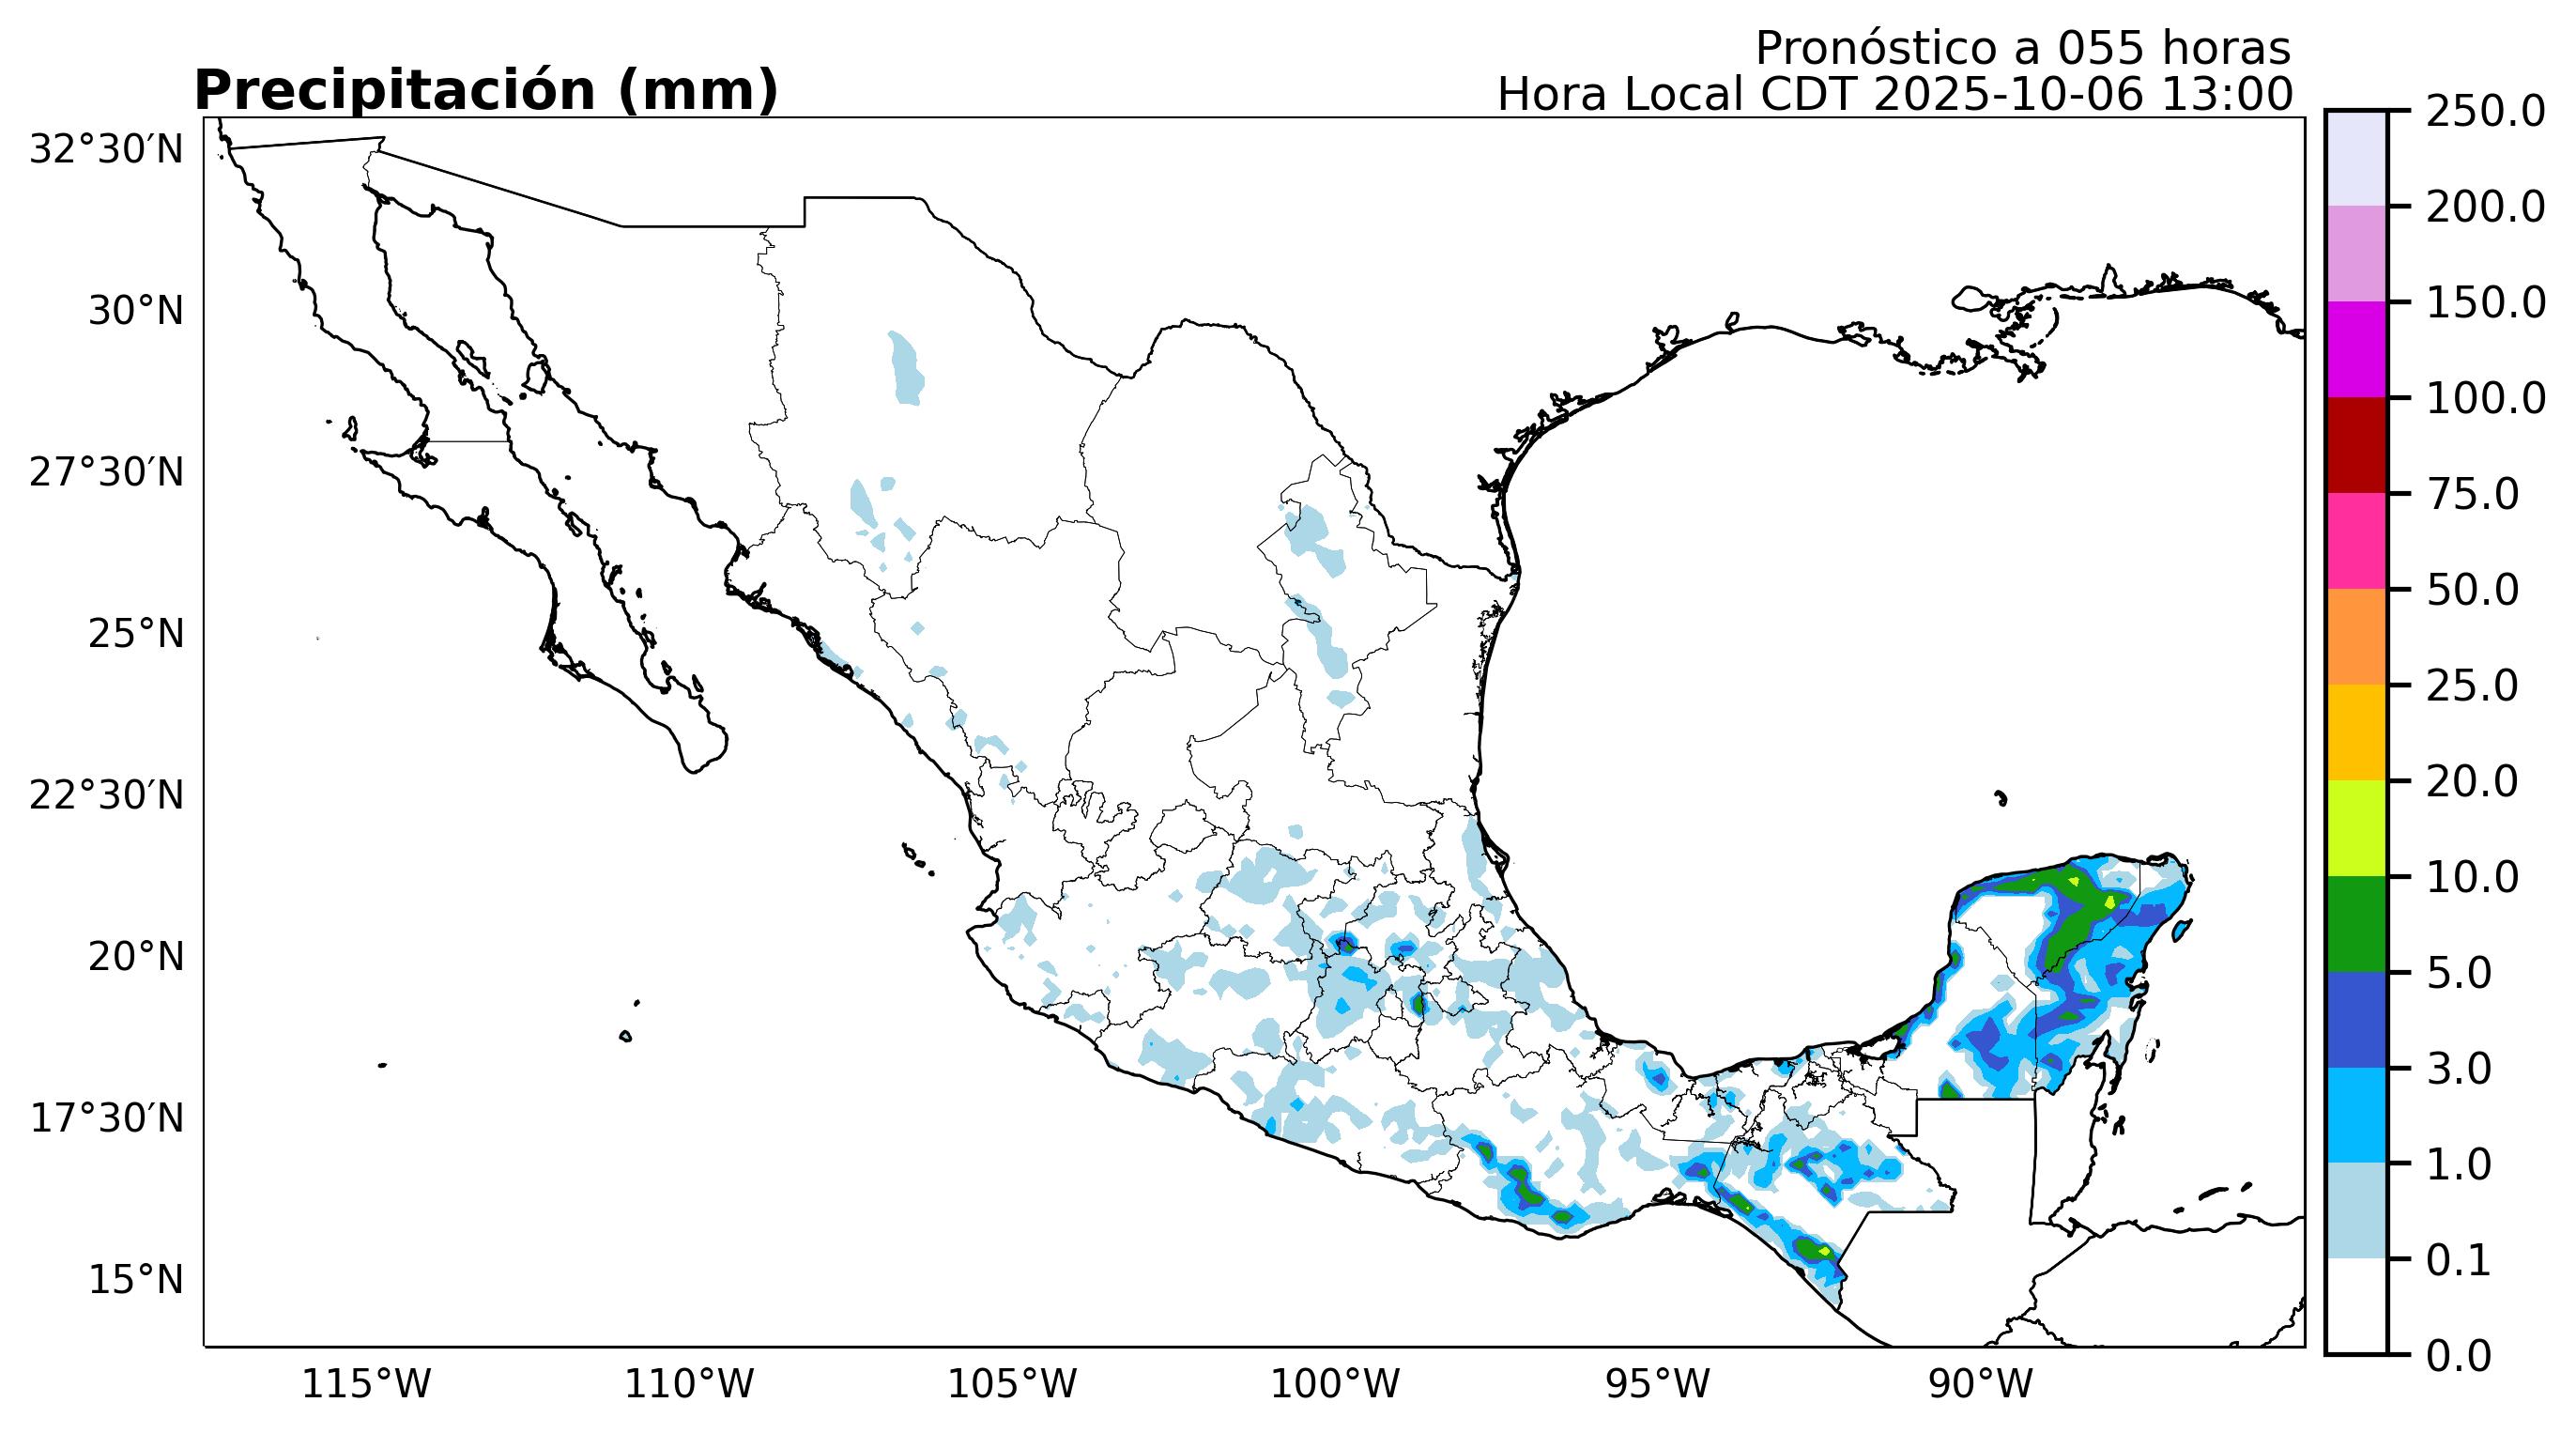 Pronóstico a 055 horas
Precipitación (mm)
Hora Local CDT 2025-10-06 13:00
32°30′N
30°N
27°30′N
25°N
22°30′N
20°N
17°30′N
15°N
115°W
110°W
105°W
100°W
95°W
90°W
250.0
200.0
150.0
100.0
75.0
50.0
25.0
20.0
10.0
5.0
3.0
1.0
0.1
0.0